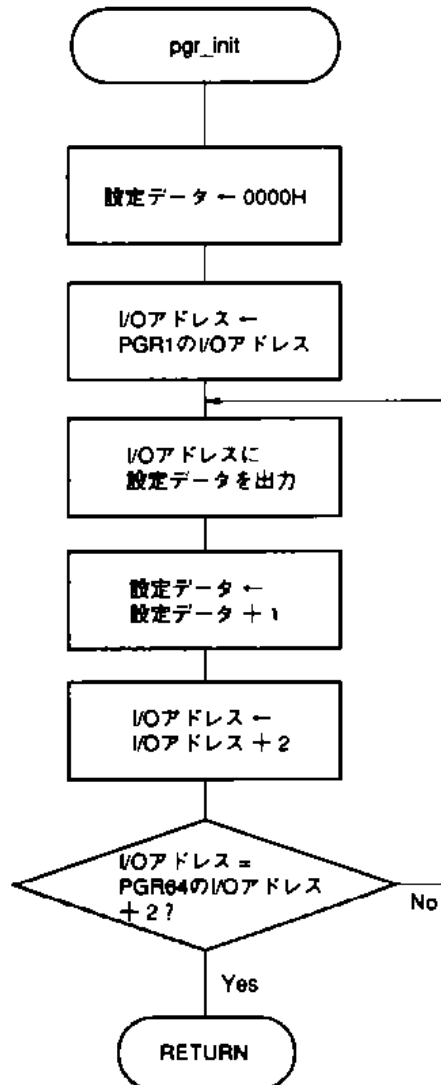 pgr_init
設定データ ← 0000H
I/Oアドレス ←
PGR1のI/Oアドレス
I/Oアドレスに
設定データを出力
設定データ ←
設定データ + 1
I/Oアドレス ←
I/Oアドレス + 2
I/Oアドレス =
PGR64のI/Oアドレス
+ 2?
No
Yes
RETURN